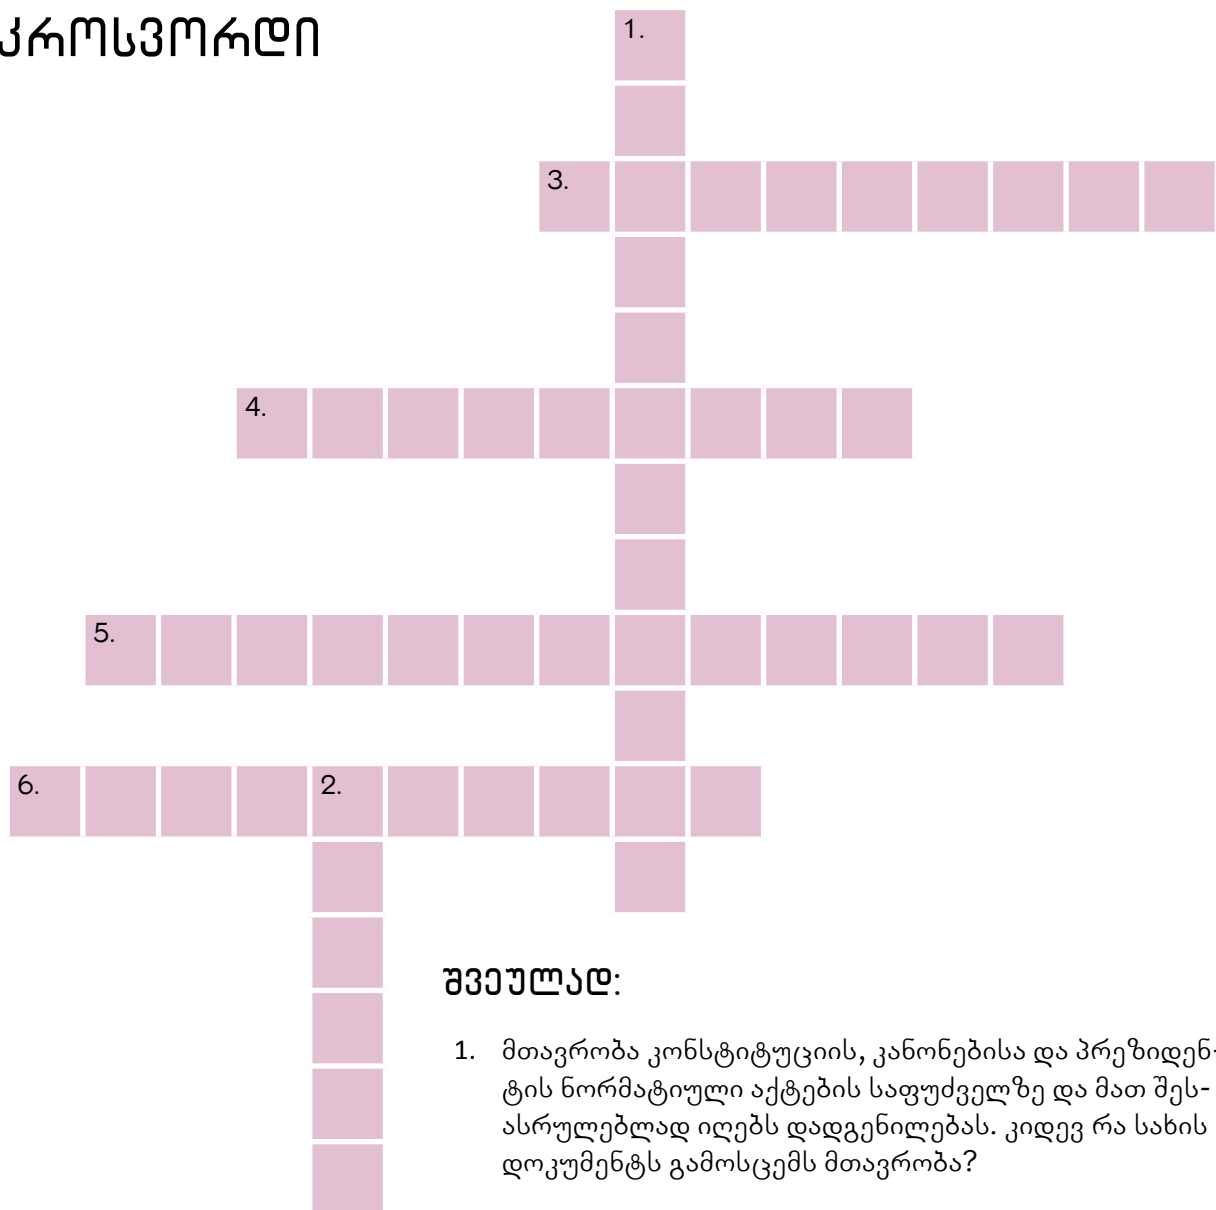 კროსვორდი
1.
3.
4.
5.
6.
2.
შვეულად:
1. მთავრობა კონსტიტუციის, კანონებისა და პრეზიდენ-
ტის ნორმატიული აქტების საფუძველზე და მათ შეს-
ასრულებლად იღებს დადგენილებას. კიდევ რა სახის
დოკუმენტს გამოსცემს მთავრობა?